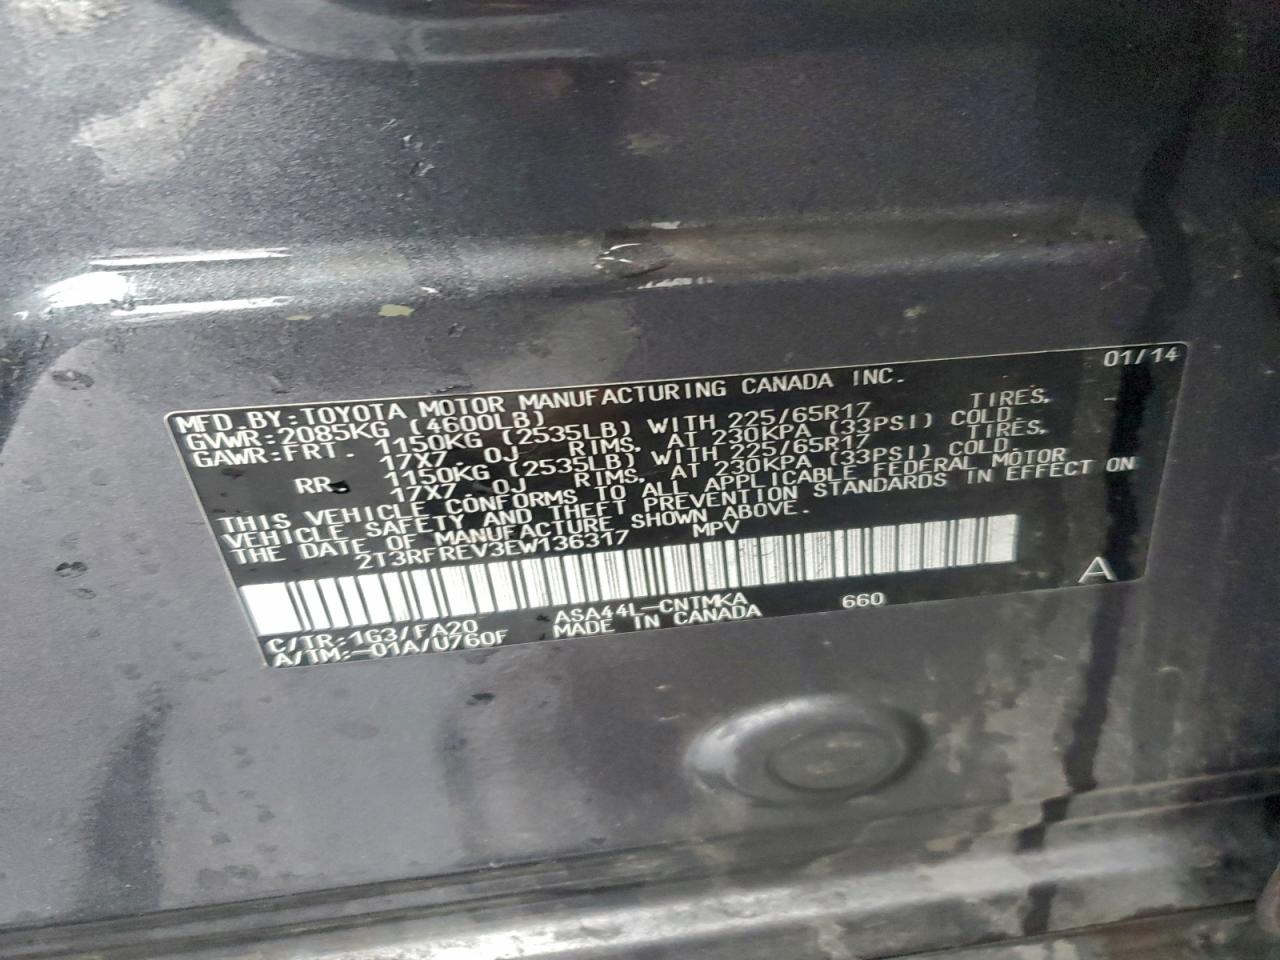 MFD.BY:TOYOTA MOTOR MANUFACTURING CANADA INC. 01/14
GVWR:2085KG (4600LB)
GAWR:FRT. 1150KG (2535LB) WITH 225/65R17 TIRES,
17X7 0J RIMS, AT 230KPA (33PSI) COLD.
RR. 1150KG (2535LB) WITH 225/65R17 TIRES,
17X7 0J RIMS, AT 230KPA (33PSI) COLD.
THIS VEHICLE CONFORMS TO ALL APPLICABLE FEDERAL MOTOR
VEHICLE SAFETY AND THEFT PREVENTION STANDARDS IN EFFECT ON
THE DATE OF MANUFACTURE SHOWN ABOVE.
2T3RFREV3EW136317 MPV
C/TR:1G3/FA20 ASA44L-CNTMKA 660 A
A/TM:-01A/U760F MADE IN CANADA